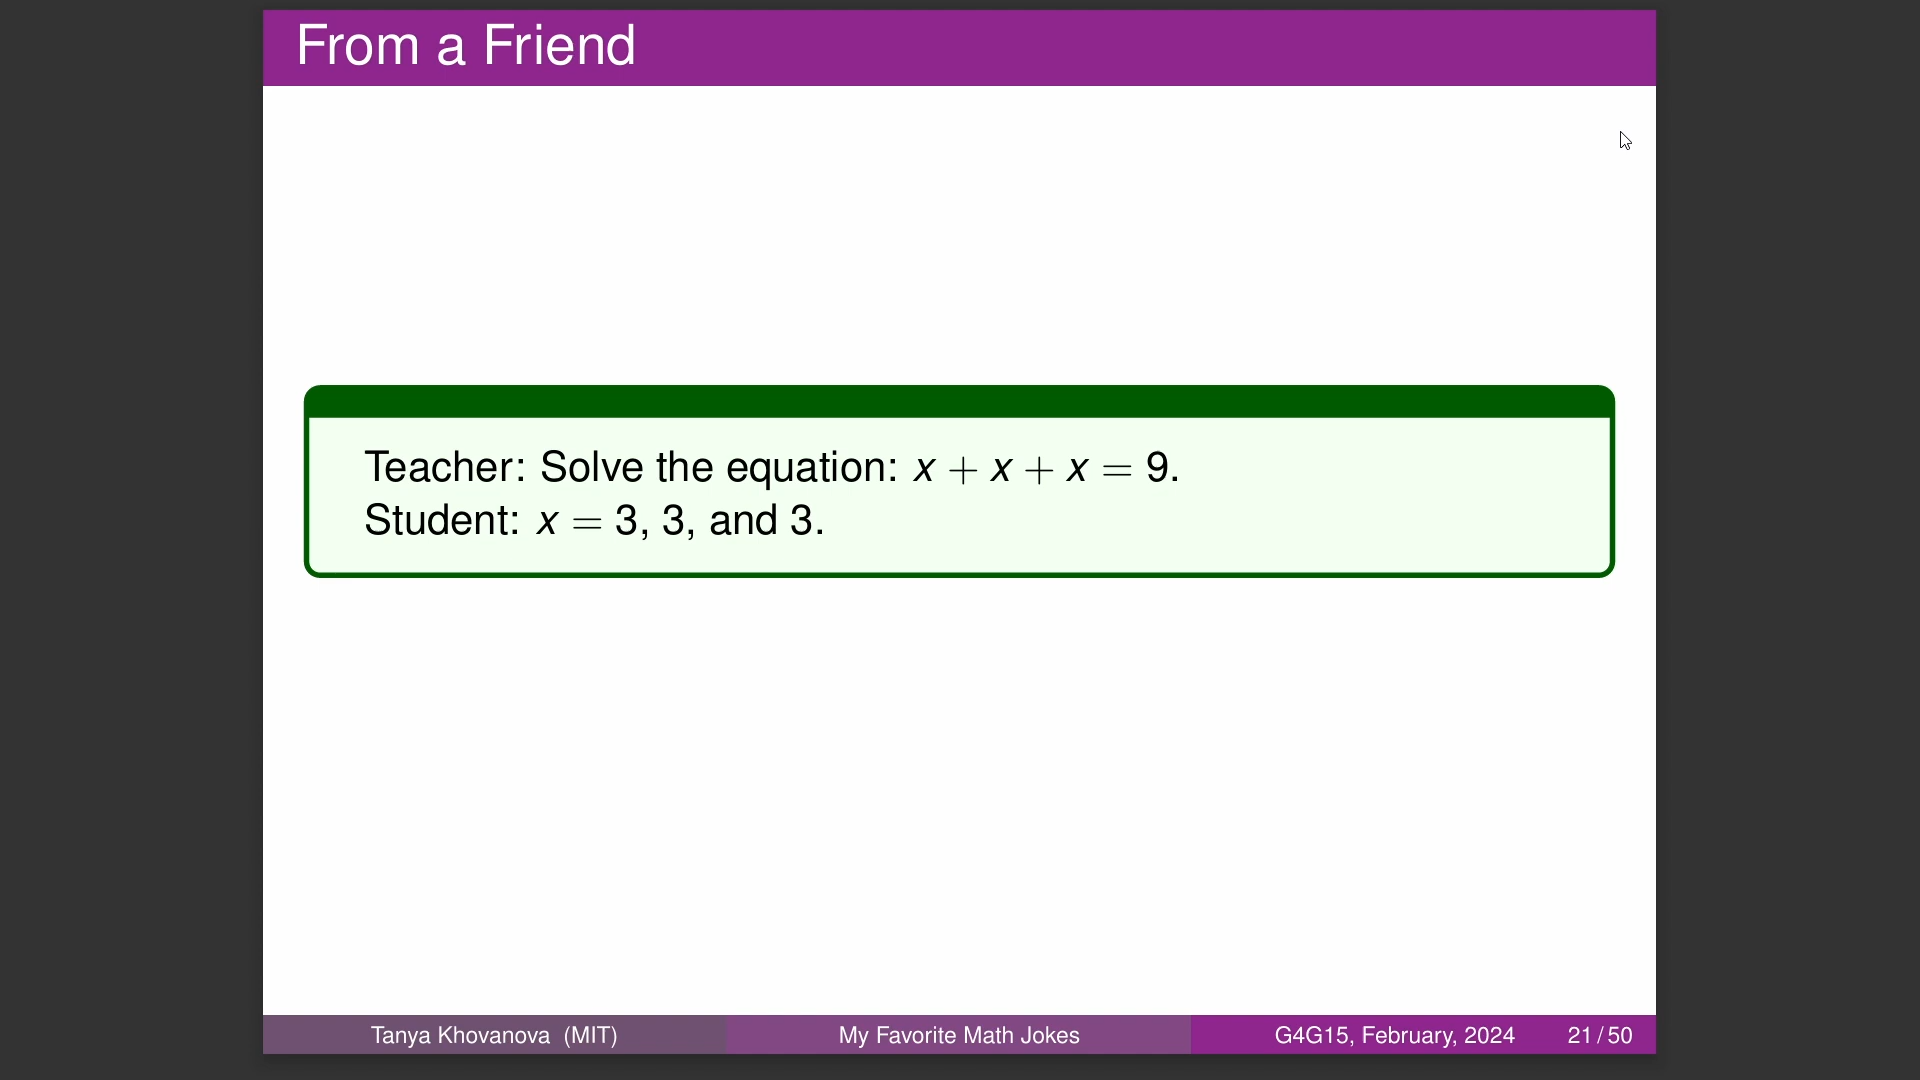 From a Friend
Teacher: Solve the equation: x + x + x = 9.
Student: x = 3, 3, and 3.
Tanya Khovanova (MIT)
My Favorite Math Jokes
G4G15, February, 2024
21 / 50